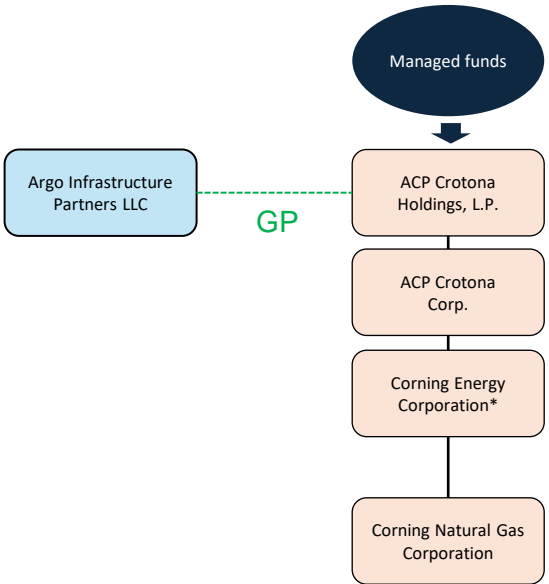 Managed funds
Argo Infrastructure
Partners LLC
GP
ACP Crotona
Holdings, L.P.
ACP Crotona
Corp.
Corning Energy
Corporation*
Corning Natural Gas
Corporation